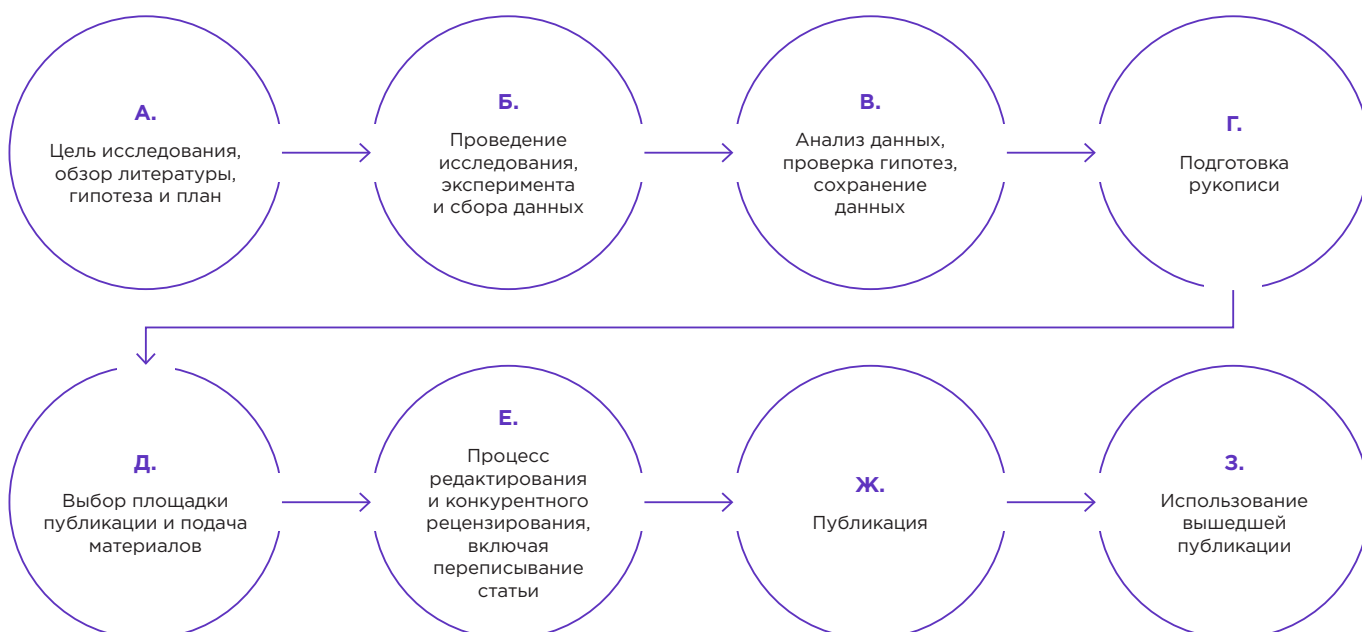 А.
Цель исследования,
обзор литературы,
гипотеза и план
Б.
Проведение
исследования,
эксперимента
и сбора данных
В.
Анализ данных,
проверка гипотез,
сохранение
данных
Г.
Подготовка
рукописи
Д.
Выбор площадки
публикации и подача
материалов
Е.
Процесс
редактирования
и конкурентного
рецензирования,
включая
переписывание
статьи
Ж.
Публикация
З.
Использование
вышедшей
публикации